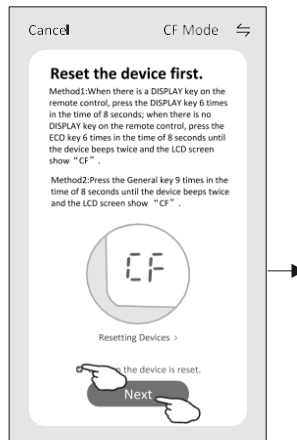 Cancel
CF Mode
Reset the device first.
Method1:When there is a DISPLAY key on the
remote control, press the DISPLAY key 6 times
in the time of 8 seconds; when there is no
DISPLAY key on the remote control, press the
ECO key 6 times in the time of 8 seconds until
the device beeps twice and the LCD screen
show “CF”.
Method2:Press the General key 9 times in the
time of 8 seconds until the device beeps twice
and the LCD screen show “CF”.
CF
Resetting Devices >
the device is reset.
Next